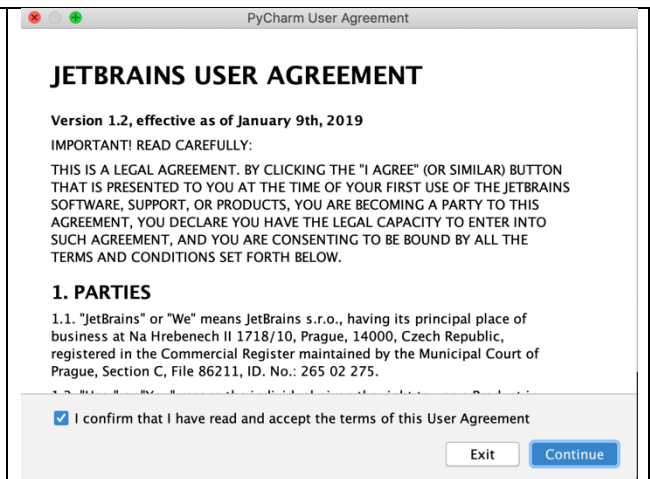 PyCharm User Agreement
JETBRAINS USER AGREEMENT
Version 1.2, effective as of January 9th, 2019
IMPORTANT! READ CAREFULLY:
THIS IS A LEGAL AGREEMENT. BY CLICKING THE "I AGREE" (OR SIMILAR) BUTTON
THAT IS PRESENTED TO YOU AT THE TIME OF YOUR FIRST USE OF THE JETBRAINS
SOFTWARE, SUPPORT, OR PRODUCTS, YOU ARE BECOMING A PARTY TO THIS
AGREEMENT, YOU DECLARE YOU HAVE THE LEGAL CAPACITY TO ENTER INTO
SUCH AGREEMENT, AND YOU ARE CONSENTING TO BE BOUND BY ALL THE
TERMS AND CONDITIONS SET FORTH BELOW.
1. PARTIES
1.1. "JetBrains" or "We" means JetBrains s.r.o., having its principal place of
business at Na Hrebenech II 1718/10, Prague, 14000, Czech Republic,
registered in the Commercial Register maintained by the Municipal Court of
Prague, Section C, File 86211, ID. No.: 265 02 275.
I confirm that I have read and accept the terms of this User Agreement
Exit Continue